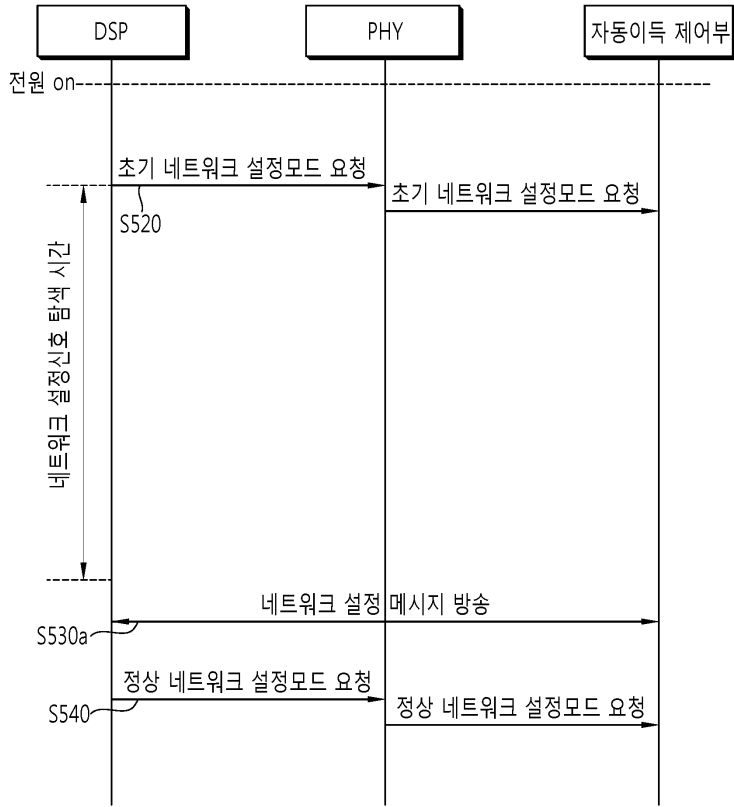 DSP
PHY
자동이득 제어부
전원 on
초기 네트워크 설정모드 요청
S520
초기 네트워크 설정모드 요청
네트워크 설정신호 탐색 시간
네트워크 설정 메시지 방송
S530a
정상 네트워크 설정모드 요청
S540
정상 네트워크 설정모드 요청